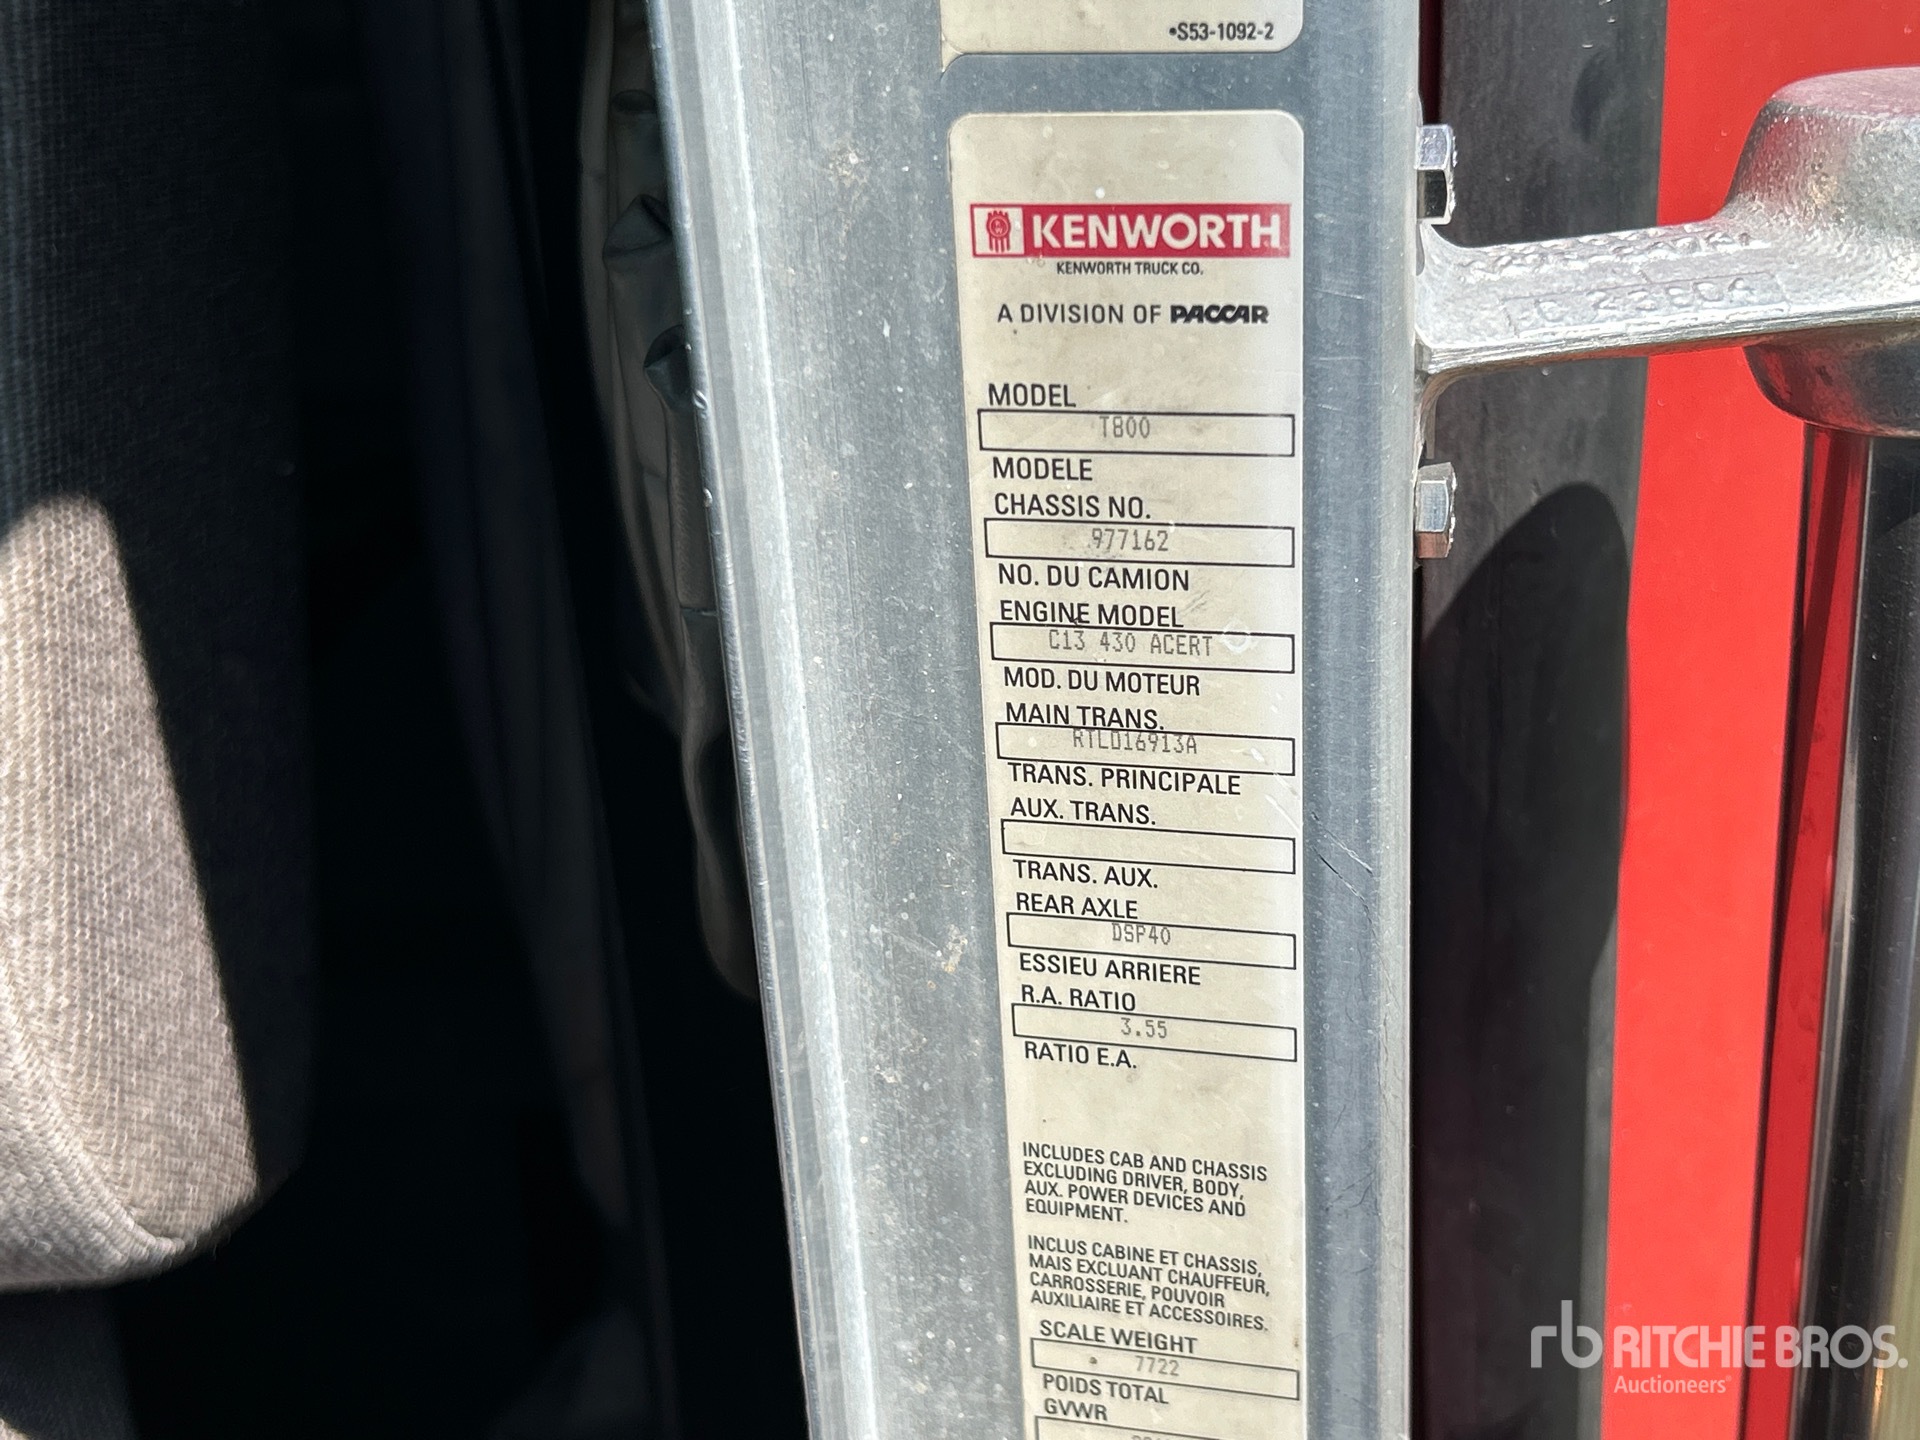 •S53-1092-2
KENWORTH
KENWORTH TRUCK CO.
A DIVISION OF PACCAR
MODEL
T800
MODELE
CHASSIS NO.
977162
NO. DU CAMION
ENGINE MODEL
C13 430 ACERT
MOD. DU MOTEUR
MAIN TRANS.
RTLO16913A
TRANS. PRINCIPALE
AUX. TRANS.
TRANS. AUX.
REAR AXLE
DSP40
ESSIEU ARRIERE
R.A. RATIO
3.55
RATIO E.A.
INCLUDES CAB AND CHASSIS
EXCLUDING DRIVER, BODY,
AUX. POWER DEVICES AND
EQUIPMENT.
INCLUS CABINE ET CHASSIS,
MAIS EXCLUANT CHAUFFEUR,
CARROSSERIE, POUVOIR
AUXILIAIRE ET ACCESSOIRES.
SCALE WEIGHT
7722
POIDS TOTAL
GVWR
rb RITCHIE BROS.
Auctioneers